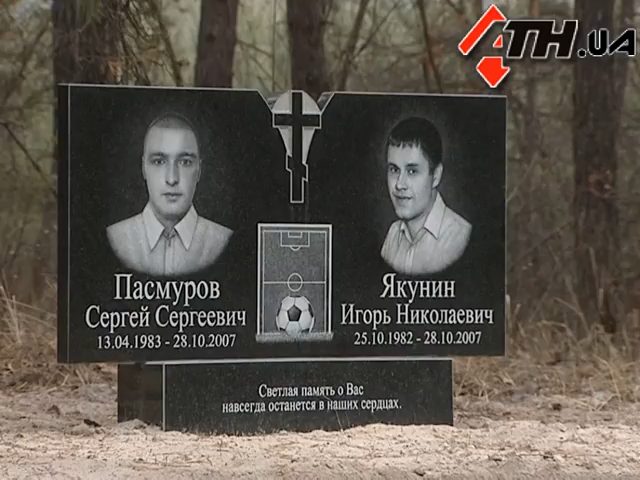 АТН.UA
Пасмуров
Сергей Сергеевич
13.04.1983 - 28.10.2007
Якунин
Игорь Николаевич
25.10.1982 - 28.10.2007
Светлая память о Вас
навсегда останется в наших сердцах.